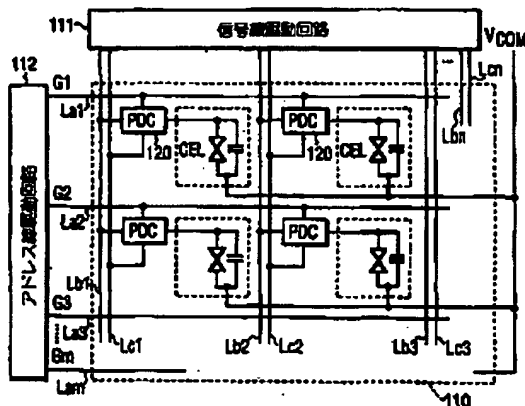 111
信号線駆動回路
VCOM
112
アドレス線駆動回路
G1
La1
PDC
120
CEL
PDC
120
CEL
Lcn
Lbn
G2
La2
PDC
PDC
Lb1
G3
La3
Lc1
Lb2
Lc2
Lb3
Lc3
Gm
Lam
110